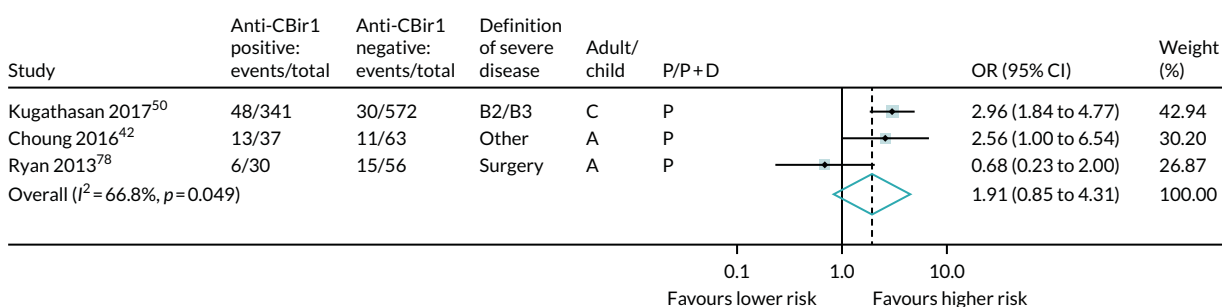 Study Anti-CBir1 positive: events/total Anti-CBir1 negative: events/total Definition of severe disease Adult/child P/P+D OR (95% CI) Weight (%)
Kugathasan 2017⁵⁰ 48/341 30/572 B2/B3 C P 2.96 (1.84 to 4.77) 42.94
Choung 2016⁴² 13/37 11/63 Other A P 2.56 (1.00 to 6.54) 30.20
Ryan 2013⁷⁸ 6/30 15/56 Surgery A P 0.68 (0.23 to 2.00) 26.87
Overall (I²=66.8%, p=0.049) 1.91 (0.85 to 4.31) 100.00
0.1 1.0 10.0
Favours lower risk Favours higher risk